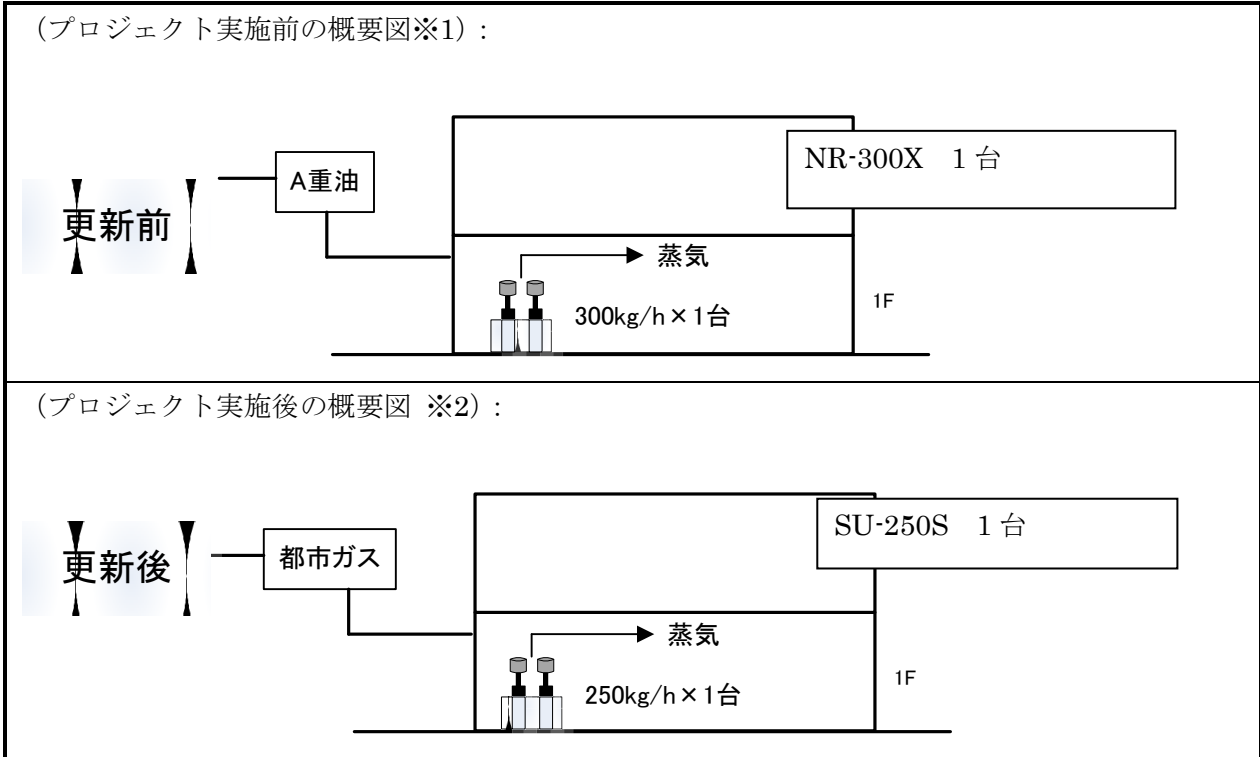 (プロジェクト実施前の概要図※1):
NR-300X 1台
A重油
更新前
蒸気
300kg/h×1台
1F
(プロジェクト実施後の概要図 ※2):
SU-250S 1台
都市ガス
更新後
蒸気
250kg/h×1台
1F